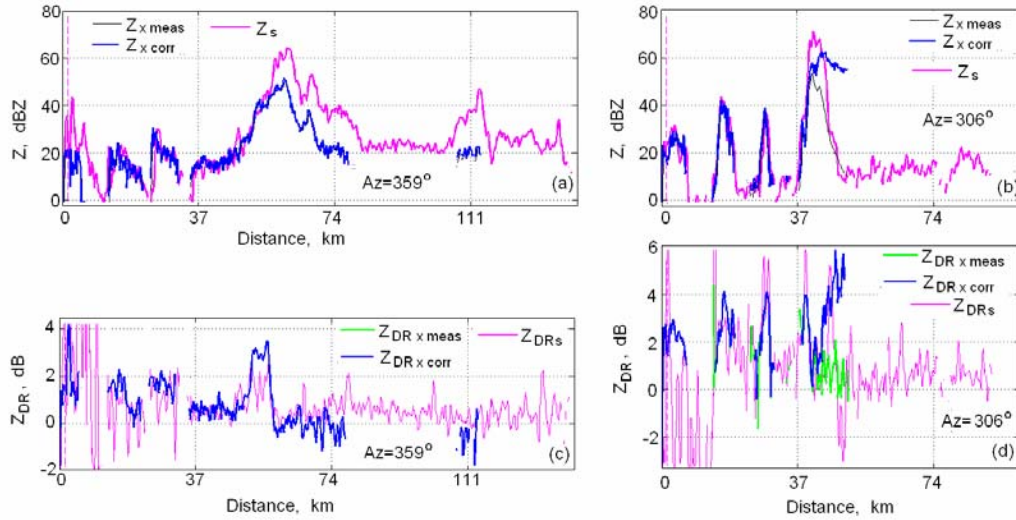 Z x meas
Z x corr
Z s
80
60
40
20
0
Z, dBZ
Az=359°
(a)
0 37 74 111
Distance, km
Z x meas
Z x corr
Z s
80
60
40
20
0
Z, dBZ
Az=306°
(b)
0 37 74
Distance, km
Z DR x meas
Z DR x corr
Z DRs
4
2
0
-2
Z DR, dB
Az=359°
(c)
0 37 74 111
Distance, km
Z DR x meas
Z DR x corr
Z DRs
6
4
2
0
-2
Z DR, dB
Az=306°
(d)
0 37 74
Distance, km